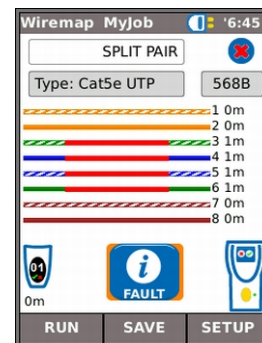 Wiremap MyJob '6:45
SPLIT PAIR
Type: Cat5e UTP 568B
1 0m
2 0m
3 1m
4 1m
5 1m
6 1m
7 0m
8 0m
01
i
0m
FAULT
RUN SAVE SETUP